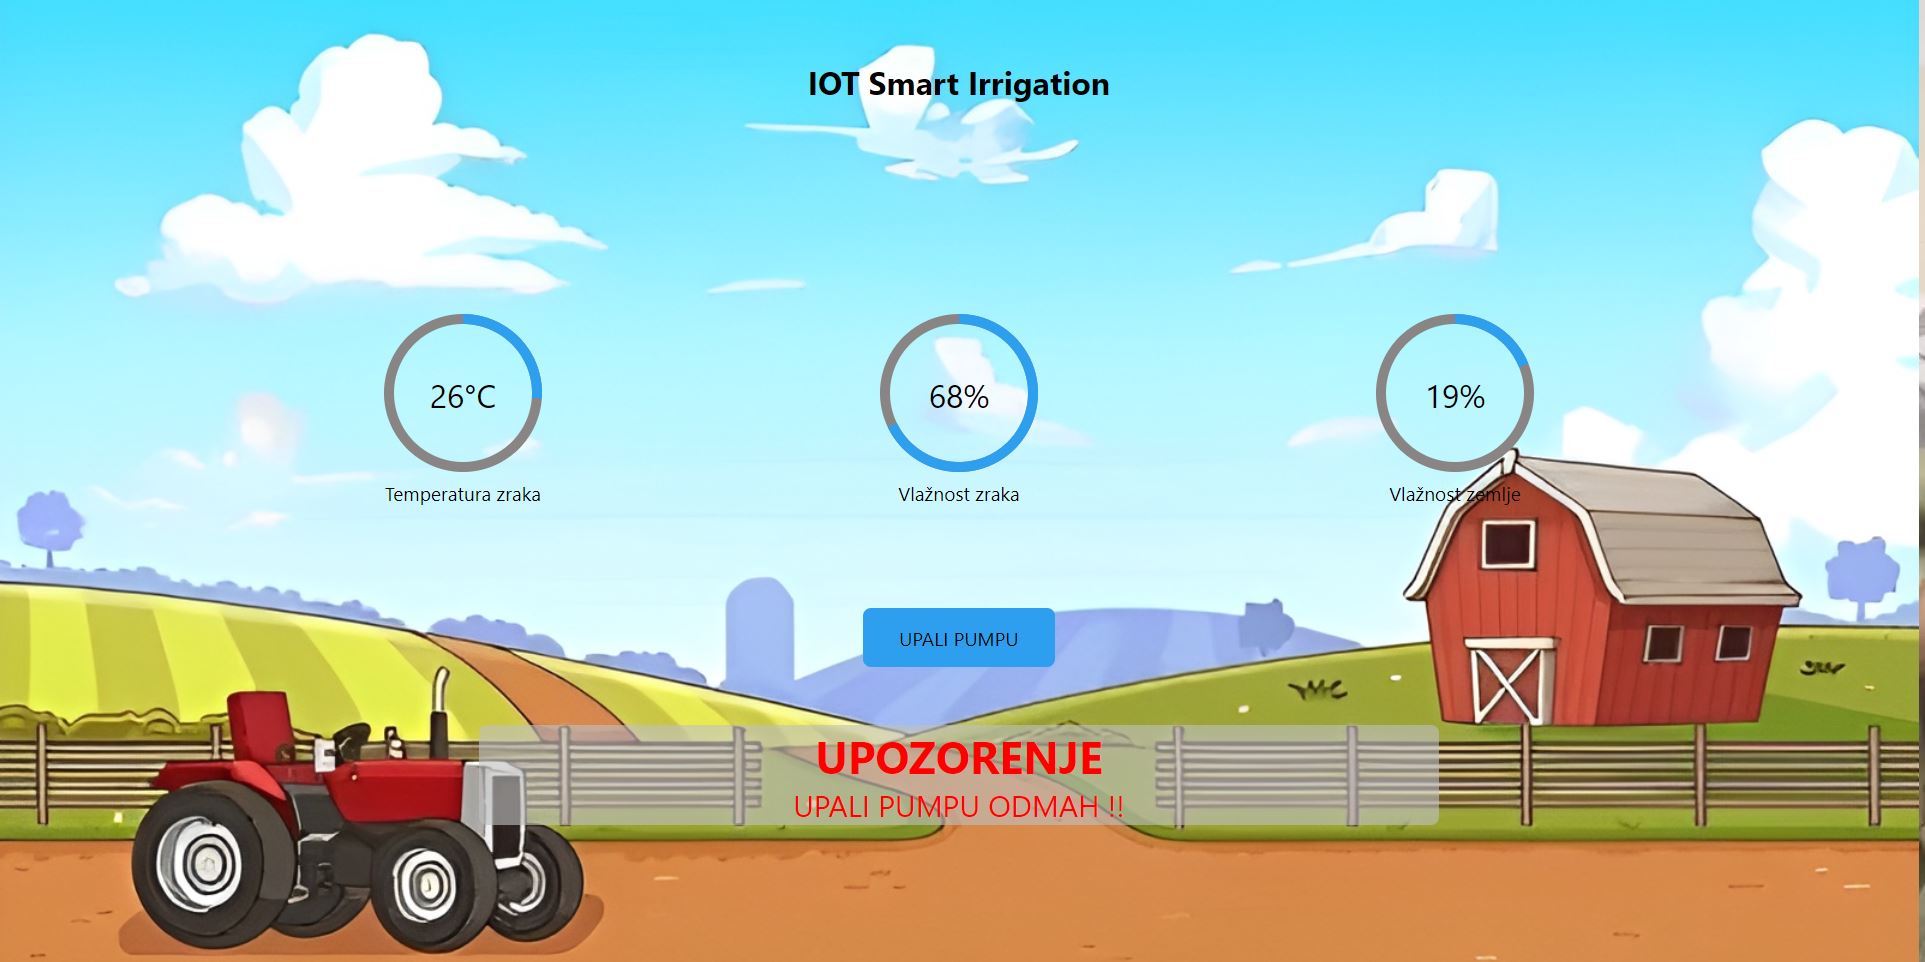 IOT Smart Irrigation
26°C
68%
19%
Temperatura zraka
Vlažnost zraka
Vlažnost zemlje
UPALI PUMPU
UPOZORENJE
UPALI PUMPU ODMAH !!